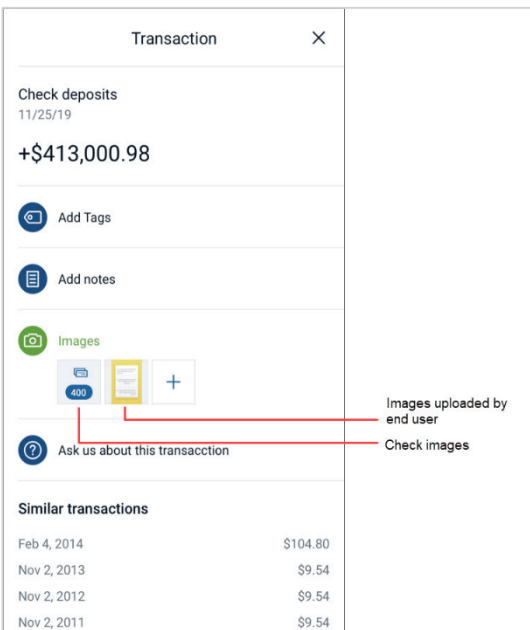 Transaction
Check deposits
11/25/19
+$413,000.98
Add Tags
Add notes
Images
400
Images uploaded by
end user
Check images
Ask us about this transacction
Similar transactions
Feb 4, 2014 $104.80
Nov 2, 2013 $9.54
Nov 2, 2012 $9.54
Nov 2, 2011 $9.54